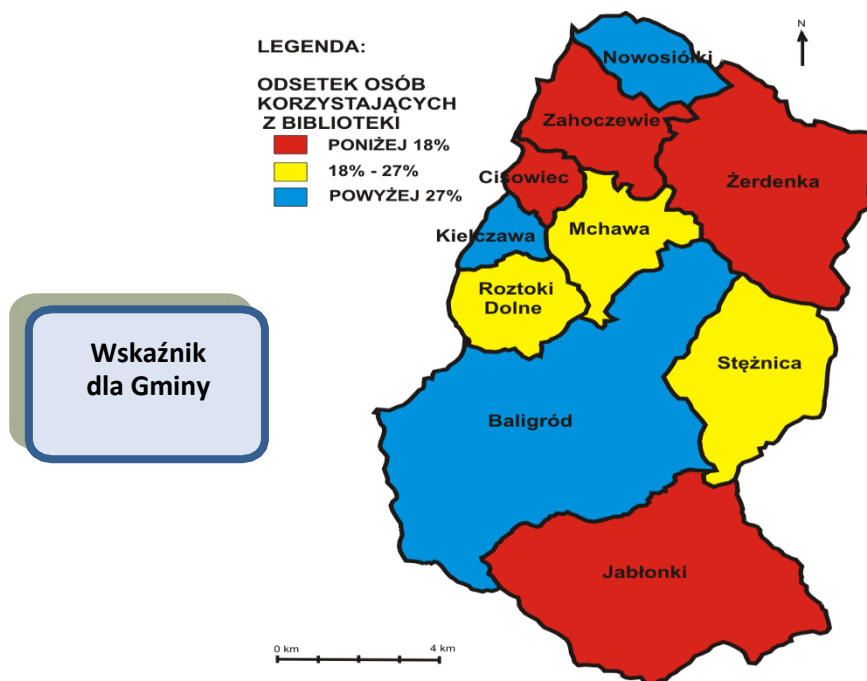 LEGENDA:
ODSETEK OSÓB
KORZYSTAJĄCYCH
Z BIBLIOTEKI
PONIŻEJ 18%
18% - 27%
POWYŻEJ 27%
N
Nowosiółki
Zahoczewie
Cisowiec
Żerdenka
Kielczawa
Mchawa
Roztoki
Dolne
Stężnica
Baligród
Jabłonki
Wskaźnik
dla Gminy
0 km
4 km